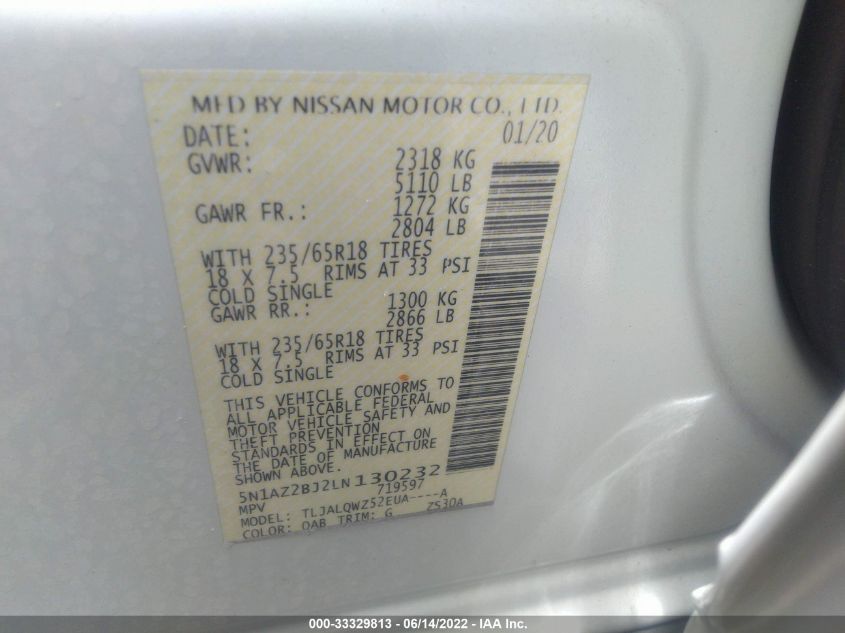 MFD BY NISSAN MOTOR CO., LTD.
DATE: 01/20
GVWR: 2318 KG
5110 LB
GAWR FR.: 1272 KG
2804 LB
WITH 235/65R18 TIRES
18 X 7.5 RIMS AT 33 PSI
COLD SINGLE
GAWR RR.: 1300 KG
2866 LB
WITH 235/65R18 TIRES
18 X 7.5 RIMS AT 33 PSI
COLD SINGLE
THIS VEHICLE CONFORMS TO
ALL APPLICABLE FEDERAL
MOTOR VEHICLE SAFETY AND
THEFT PREVENTION
STANDARDS IN EFFECT ON
THE DATE OF MANUFACTURE
SHOWN ABOVE.
5N1AZ2BJ2LN130232
MPV 719597
MODEL: TLJALQWZ52EUA----A
COLOR: QAB TRIM: G ZS30A
000-33329813 - 06/14/2022 - IAA Inc.